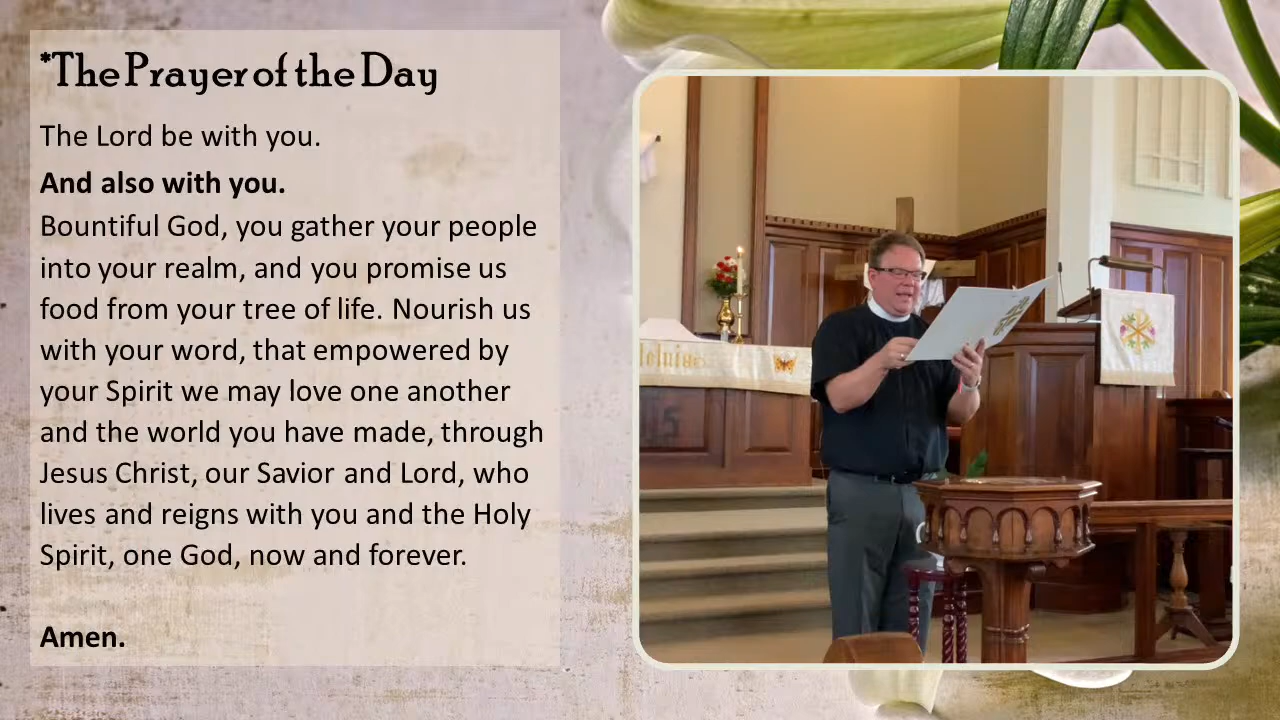 *The Prayer of the Day
The Lord be with you.
And also with you.
Bountiful God, you gather your people
into your realm, and you promise us
food from your tree of life. Nourish us
with your word, that empowered by
your Spirit we may love one another
and the world you have made, through
Jesus Christ, our Savior and Lord, who
lives and reigns with you and the Holy
Spirit, one God, now and forever.
Amen.